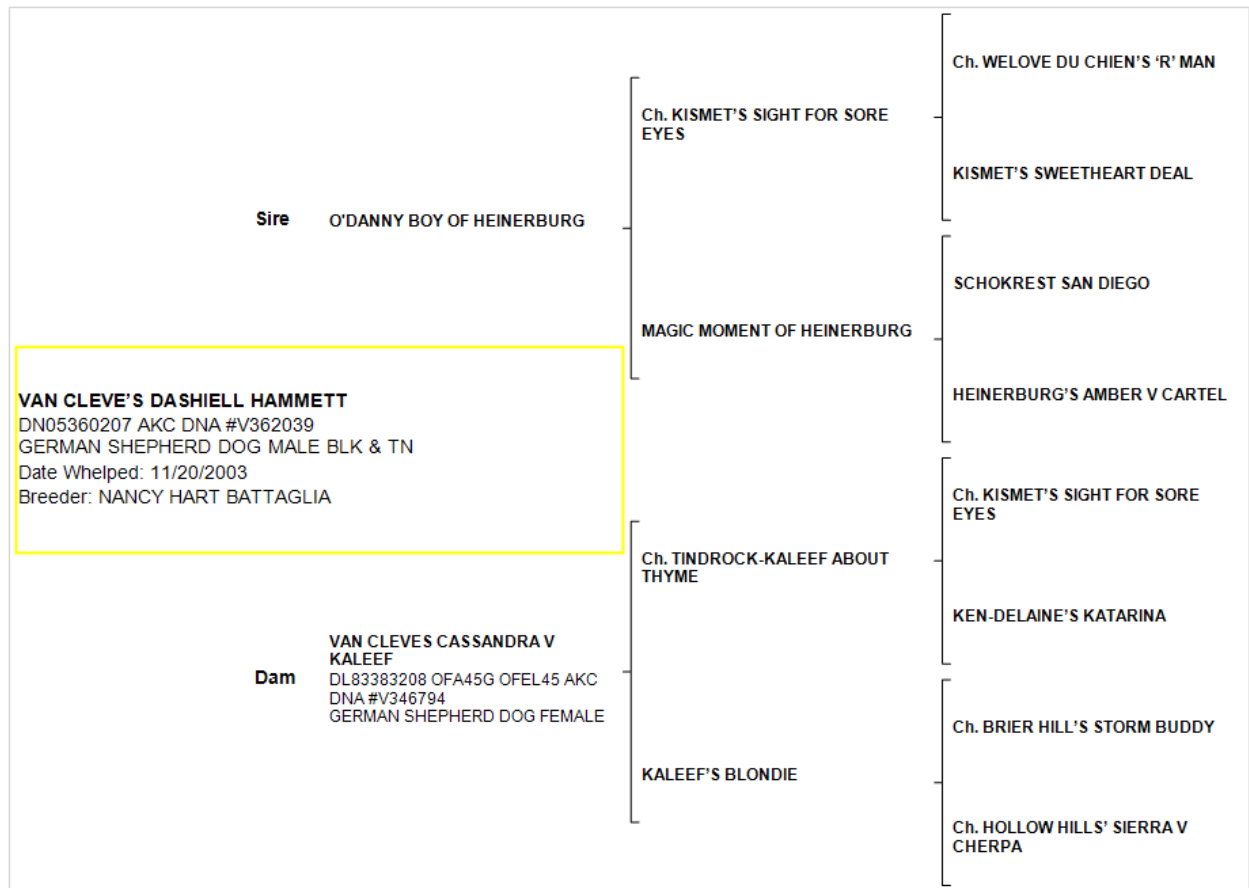 Ch. WELOVE DU CHIEN'S ‘R’ MAN
Ch. KISMET'S SIGHT FOR SORE
EYES
KISMET'S SWEETHEART DEAL
Sire
O'DANNY BOY OF HEINERBURG
SCHOKREST SAN DIEGO
MAGIC MOMENT OF HEINERBURG
HEINERBURG'S AMBER V CARTEL
VAN CLEVE'S DASHIELL HAMMETT
DN05360207 AKC DNA #V362039
GERMAN SHEPHERD DOG MALE BLK & TN
Date Whelped: 11/20/2003
Breeder: NANCY HART BATTAGLIA
Ch. KISMET'S SIGHT FOR SORE
EYES
Ch. TINDROCK-KALEEF ABOUT
THYME
KEN-DELAINE'S KATARINA
Dam
VAN CLEVES CASSANDRA V
KALEEF
DL83383208 OFA45G OFEL45 AKC
DNA #V346794
GERMAN SHEPHERD DOG FEMALE
Ch. BRIER HILL'S STORM BUDDY
KALEEF'S BLONDIE
Ch. HOLLOW HILLS' SIERRA V
CHERPA